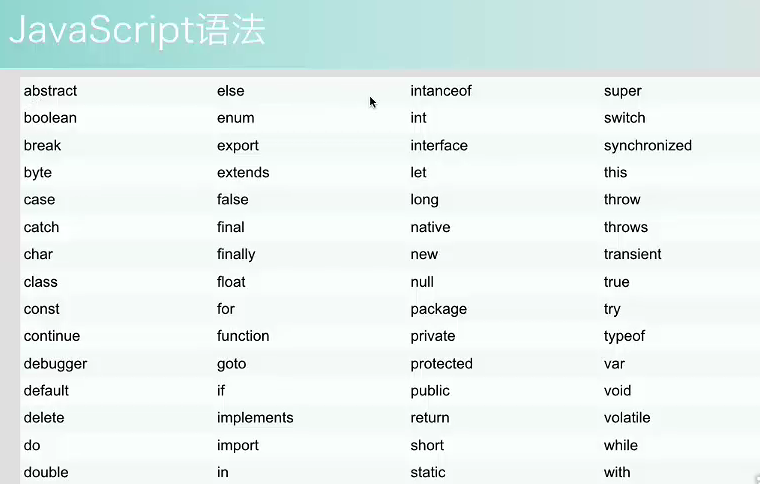 JavaScript语法
abstract else intanceof super
boolean enum int switch
break export interface synchronized
byte extends let this
case false long throw
catch final native throws
char finally new transient
class float null true
const for package try
continue function private typeof
debugger goto protected var
default if public void
delete implements return volatile
do import short while
double in static with